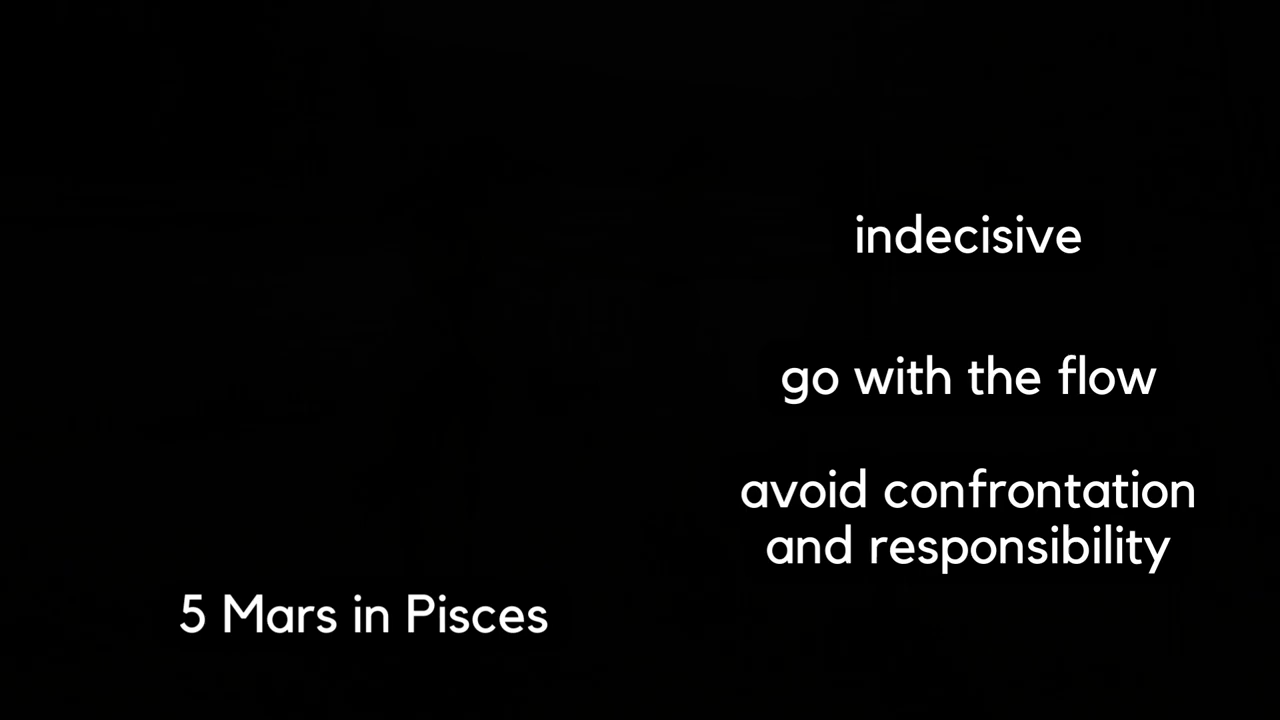 indecisive
go with the flow
avoid confrontation
and responsibility
5 Mars in Pisces